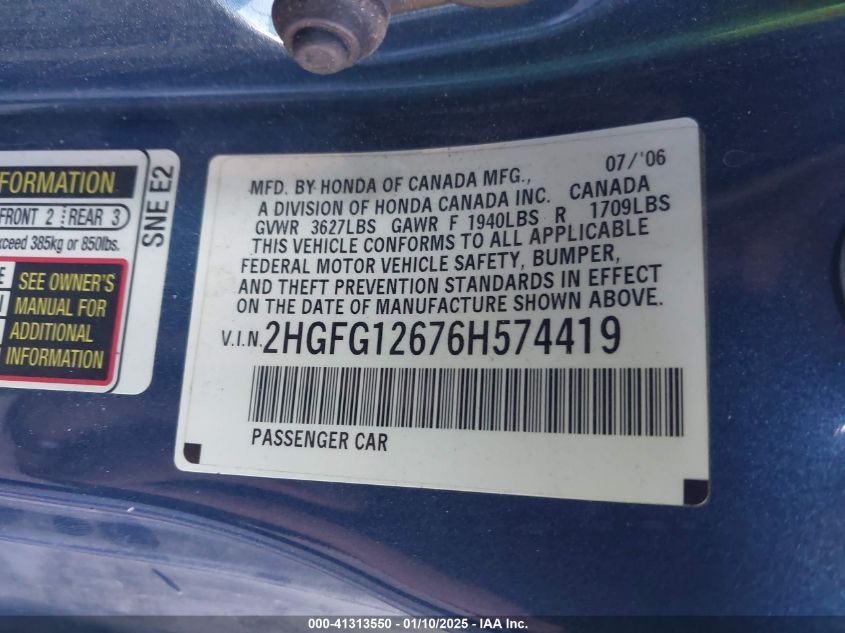 FORMATION
FRONT 2 REAR 3
xceed 385kg or 850lbs.
SEE OWNER'S
MANUAL FOR
ADDITIONAL
INFORMATION
SNE E2
07/'06
MFD. BY HONDA OF CANADA MFG.,
A DIVISION OF HONDA CANADA INC. CANADA
GVWR 3627LBS GAWR F 1940LBS R 1709LBS
THIS VEHICLE CONFORMS TO ALL APPLICABLE
FEDERAL MOTOR VEHICLE SAFETY, BUMPER,
AND THEFT PREVENTION STANDARDS IN EFFECT
ON THE DATE OF MANUFACTURE SHOWN ABOVE.
V.I.N. 2HGFG12676H574419
PASSENGER CAR
000-41313550 — 01/10/2025 — IAA Inc.